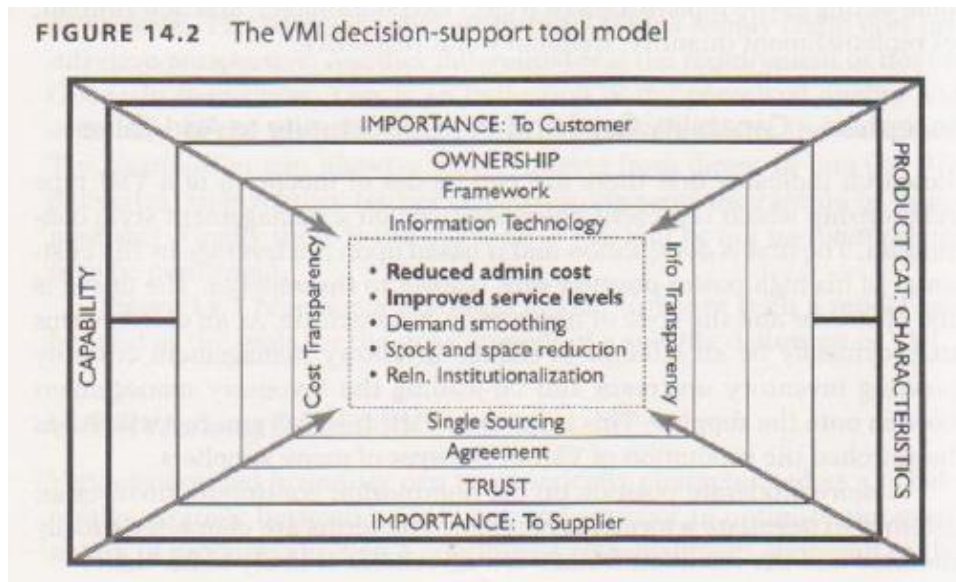 FIGURE 14.2 The VMI decision-support tool model
IMPORTANCE: To Customer
OWNERSHIP
Framework
Information Technology
CAPABILITY
Cost Transparency
• Reduced admin cost
• Improved service levels
• Demand smoothing
• Stock and space reduction
• Reln. Institutionalization
Info Transparency
PRODUCT CAT: CHARACTERISTICS
Single Sourcing
Agreement
TRUST
IMPORTANCE: To Supplier